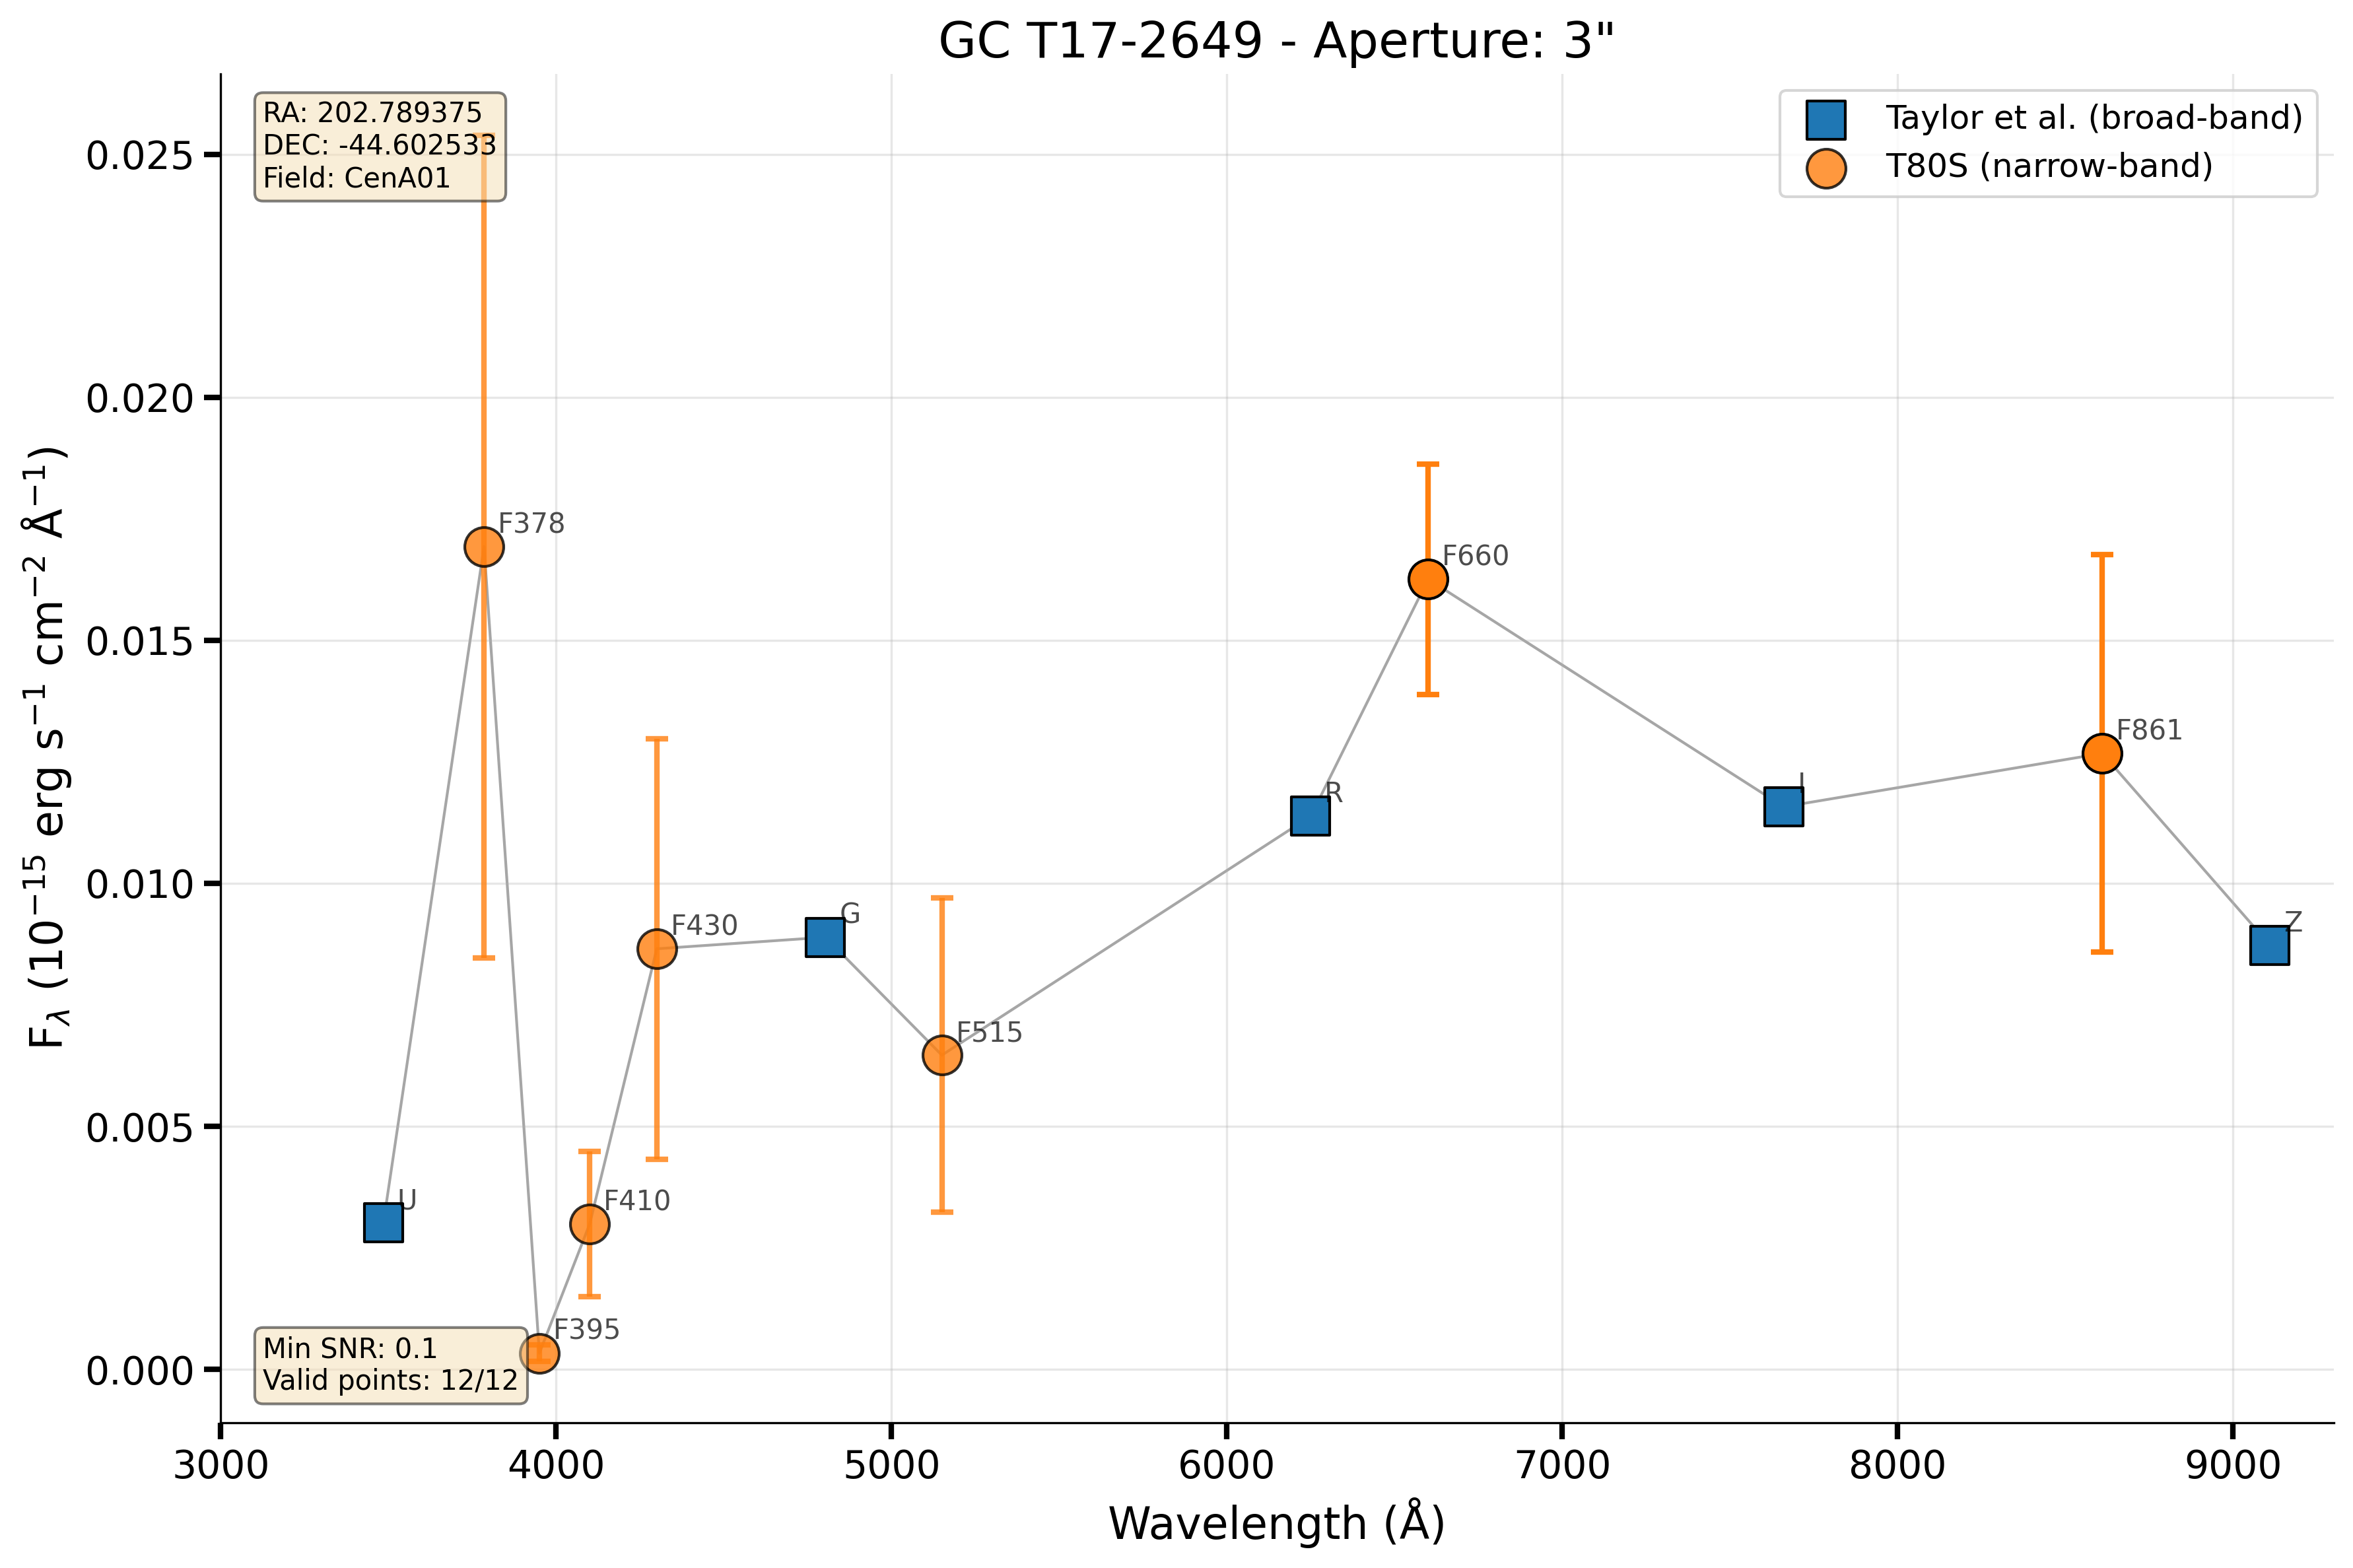 GC T17-2649 - Aperture: 3"
RA: 202.789375
DEC: -44.602533
Field: CenA01
Taylor et al. (broad-band)
T80S (narrow-band)
0.025
0.020
0.015
0.010
0.005
0.000
F_λ (10⁻¹⁵ erg s⁻¹ cm⁻² Å⁻¹)
F378
F660
F861
I
R
Z
G
F430
F515
U
F410
F395
Min SNR: 0.1
Valid points: 12/12
3000 4000 5000 6000 7000 8000 9000
Wavelength (Å)